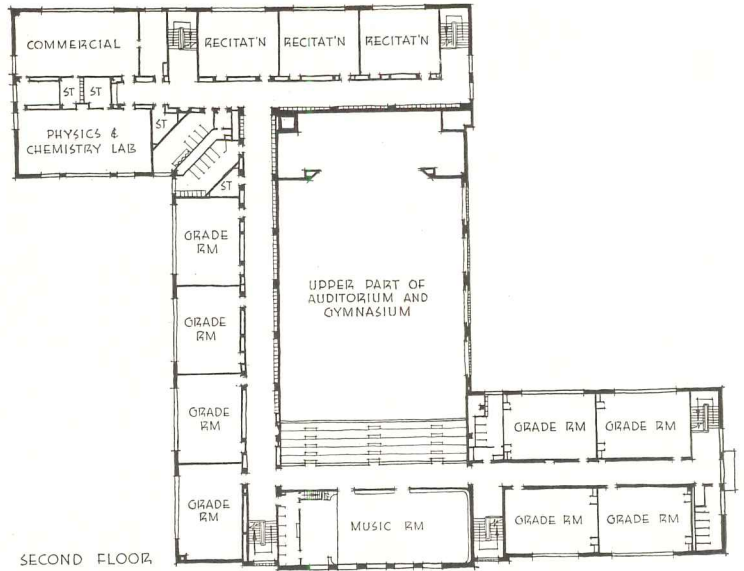 COMMERCIAL
RECITAT'N
RECITAT'N
RECITAT'N
ST
ST
PHYSICS &
CHEMISTRY LAB
ST
ST
GRADE
RM
UPPER PART OF
AUDITORIUM AND
GYMNASIUM
GRADE
RM
GRADE
RM
GRADE RM
GRADE RM
GRADE
RM
MUSIC RM
GRADE RM
GRADE RM
SECOND FLOOR